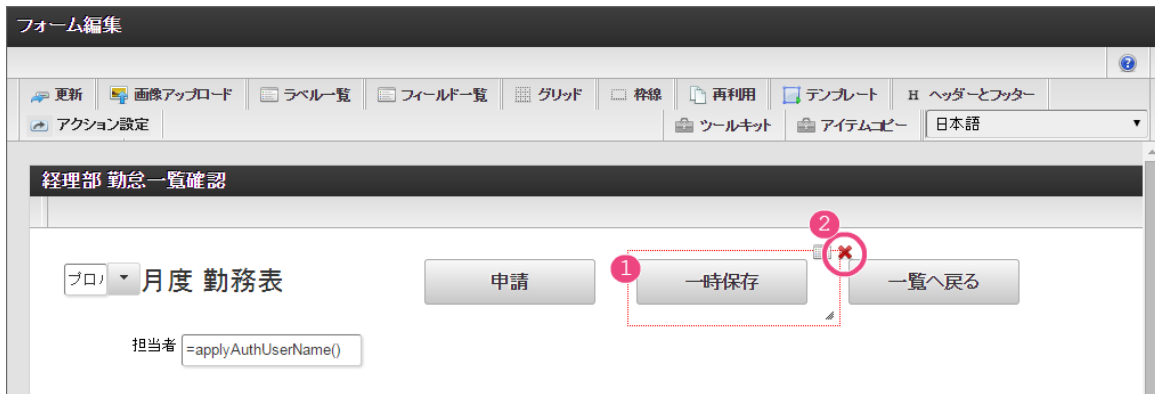 フォーム編集
更新 画像アップロード ラベル一覧 フィールド一覧 グリッド 枠線 再利用 テンプレート H ヘッダーとフッター
アクション設定 ツールキット アイテムコピー 日本語
経理部 勤怠一覧確認
2
1
ブロ 月度 勤務表 申請 一時保存 一覧へ戻る
担当者 =applyAuthUserName()